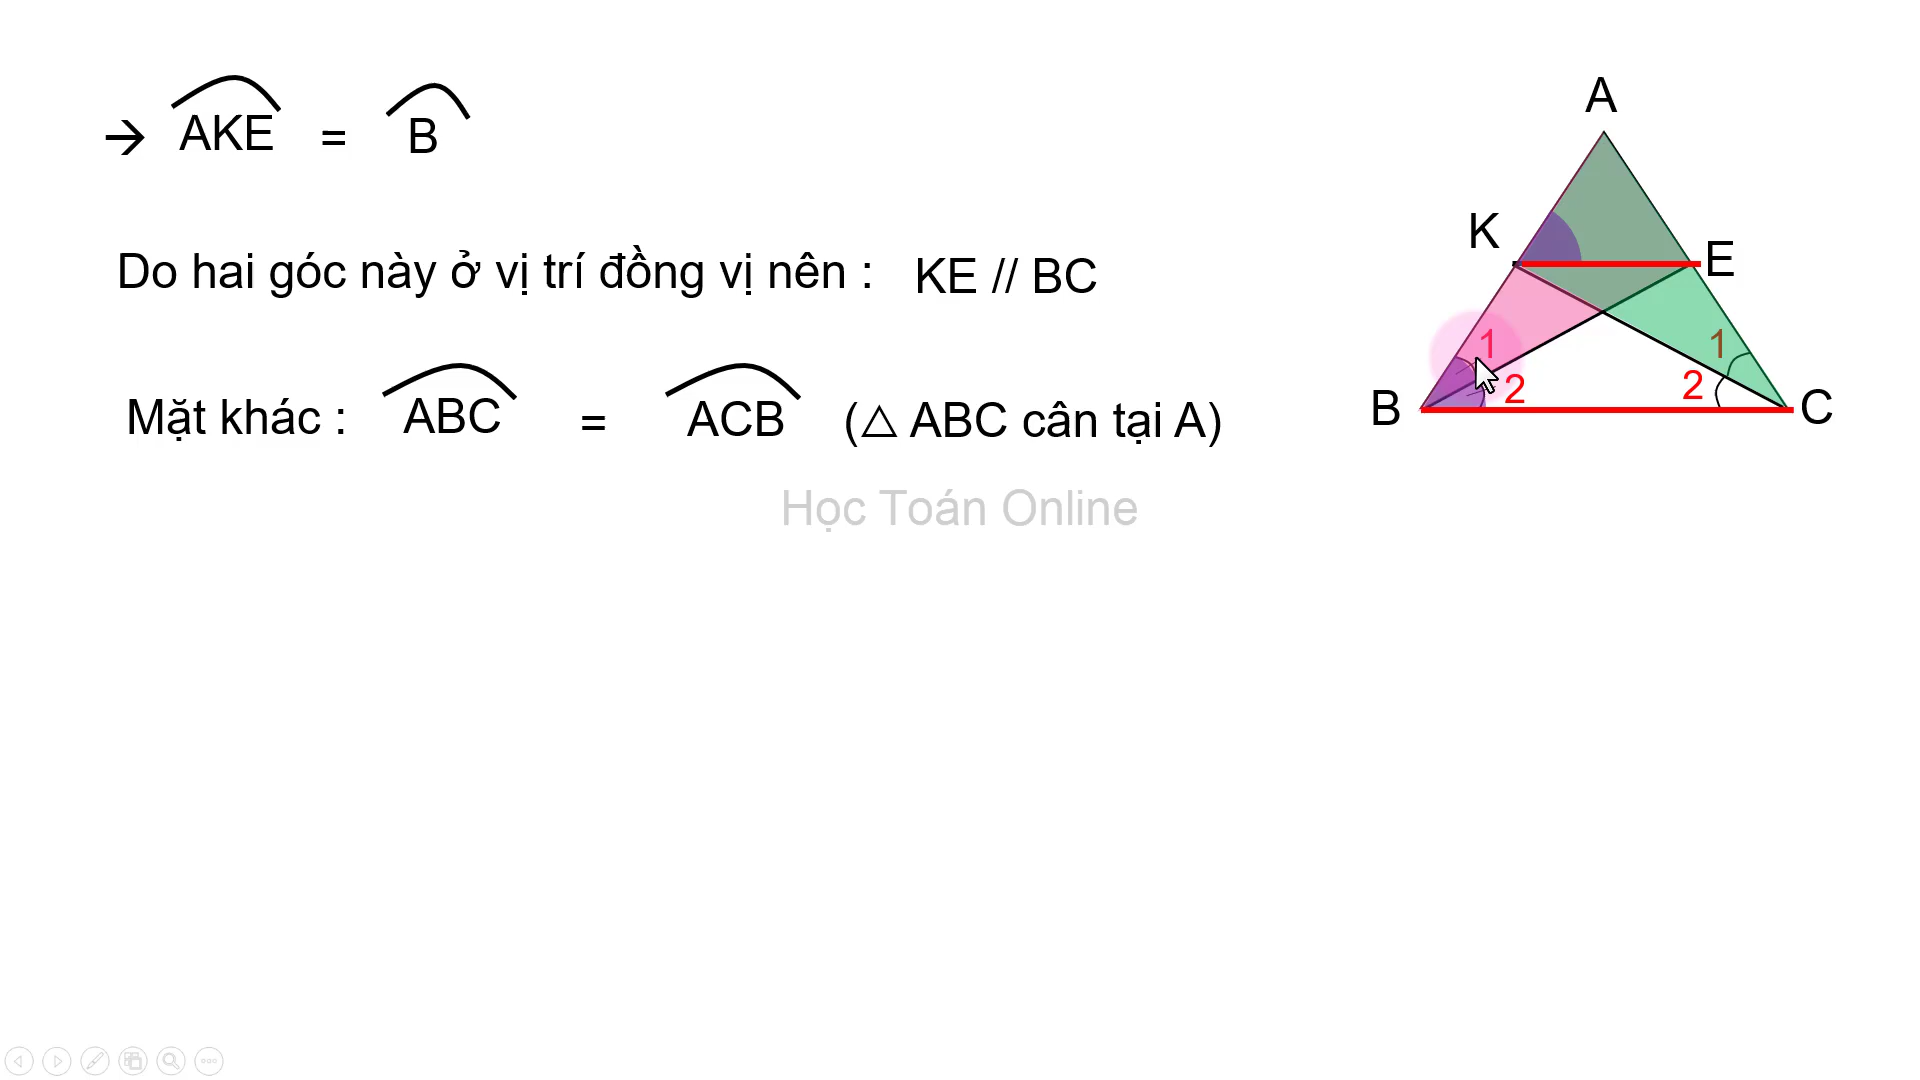 → AKE = B
Do hai góc này ở vị trí đồng vị nên : KE // BC
Mặt khác : ABC = ACB (△ ABC cân tại A)
Học Toán Online
A
K
E
1
1
2
2
B
C